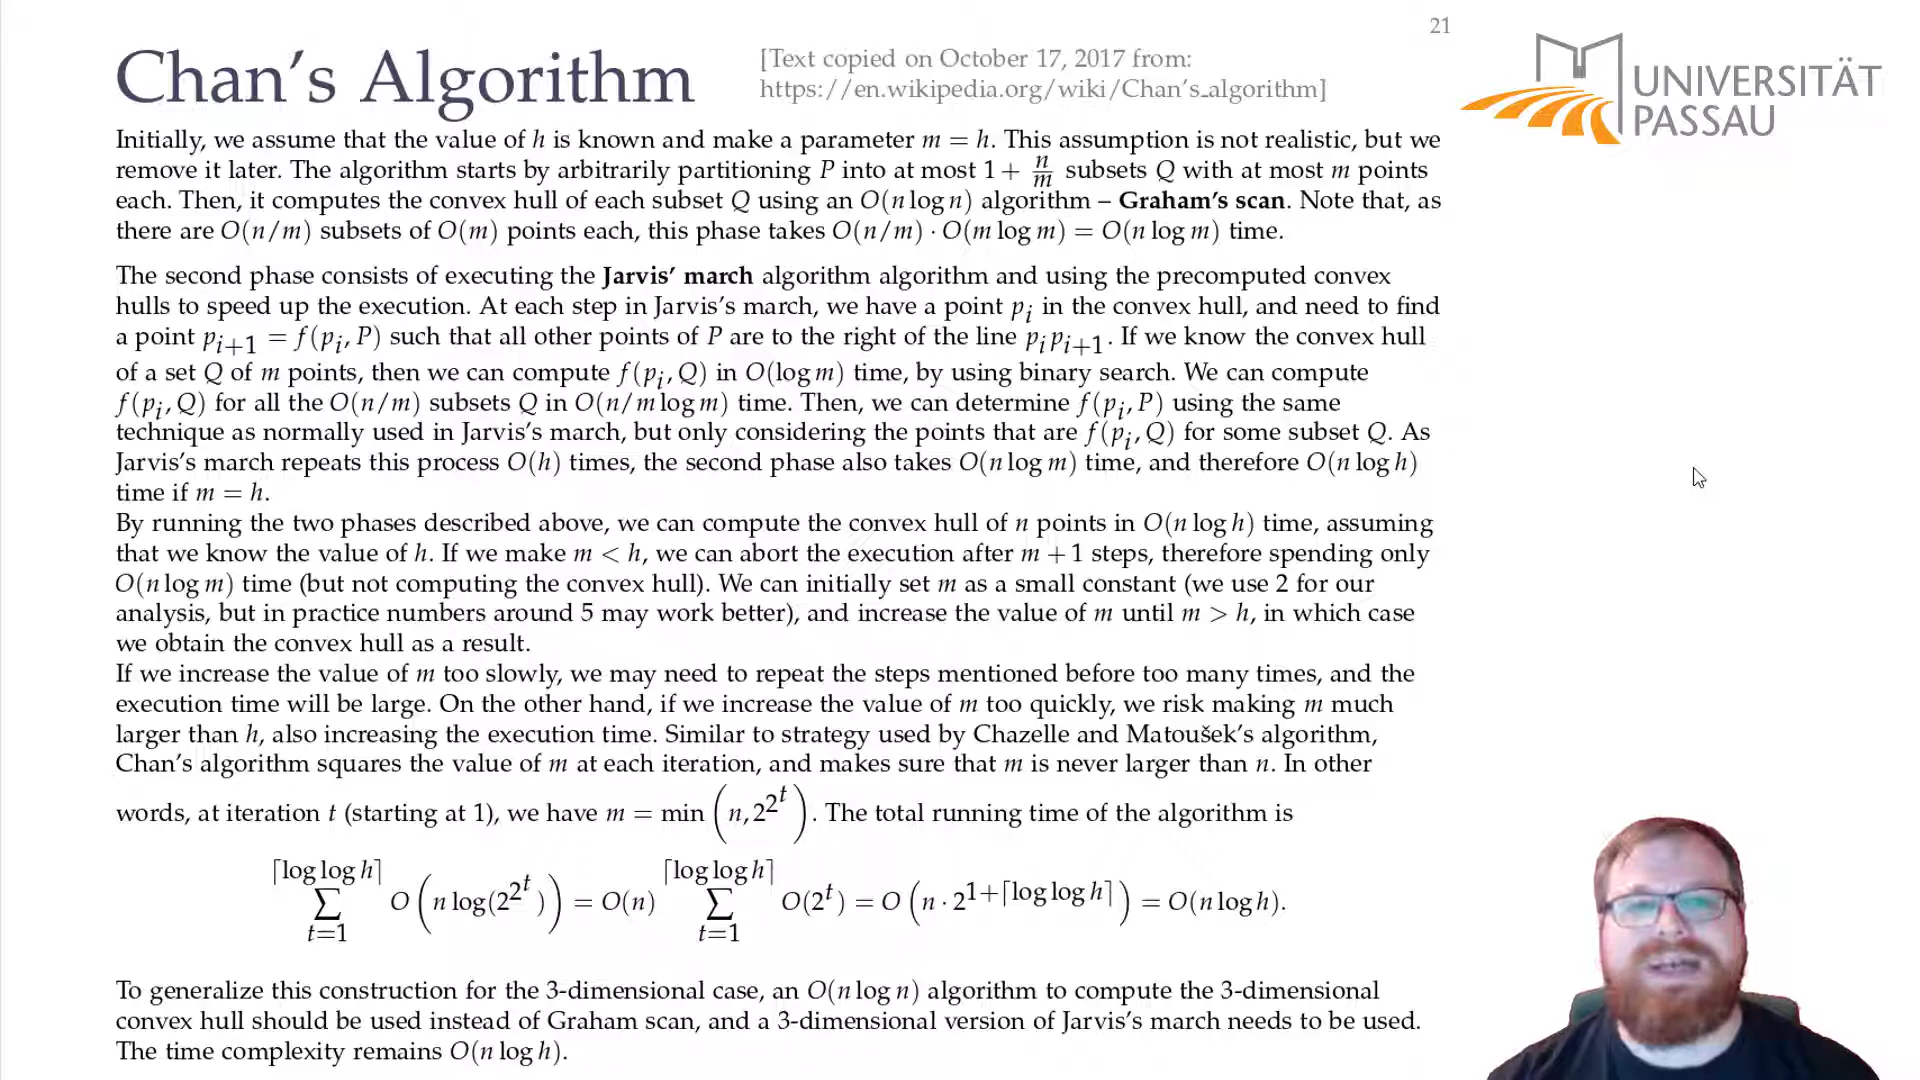 21
Chan's Algorithm
[Text copied on October 17, 2017 from:
https://en.wikipedia.org/wiki/Chan's_algorithm]
UNIVERSITÄT
PASSAU
Initially, we assume that the value of h is known and make a parameter m = h. This assumption is not realistic, but we
remove it later. The algorithm starts by arbitrarily partitioning P into at most 1 + n/m subsets Q with at most m points
each. Then, it computes the convex hull of each subset Q using an O(n log n) algorithm – Graham's scan. Note that, as
there are O(n/m) subsets of O(m) points each, this phase takes O(n/m) · O(m log m) = O(n log m) time.
The second phase consists of executing the Jarvis' march algorithm algorithm and using the precomputed convex
hulls to speed up the execution. At each step in Jarvis's march, we have a point p_i in the convex hull, and need to find
a point p_{i+1} = f(p_i, P) such that all other points of P are to the right of the line p_i p_{i+1}. If we know the convex hull
of a set Q of m points, then we can compute f(p_i, Q) in O(log m) time, by using binary search. We can compute
f(p_i, Q) for all the O(n/m) subsets Q in O(n/m log m) time. Then, we can determine f(p_i, P) using the same
technique as normally used in Jarvis's march, but only considering the points that are f(p_i, Q) for some subset Q. As
Jarvis's march repeats this process O(h) times, the second phase also takes O(n log m) time, and therefore O(n log h)
time if m = h.
By running the two phases described above, we can compute the convex hull of n points in O(n log h) time, assuming
that we know the value of h. If we make m < h, we can abort the execution after m + 1 steps, therefore spending only
O(n log m) time (but not computing the convex hull). We can initially set m as a small constant (we use 2 for our
analysis, but in practice numbers around 5 may work better), and increase the value of m until m > h, in which case
we obtain the convex hull as a result.
If we increase the value of m too slowly, we may need to repeat the steps mentioned before too many times, and the
execution time will be large. On the other hand, if we increase the value of m too quickly, we risk making m much
larger than h, also increasing the execution time. Similar to strategy used by Chazelle and Matoušek's algorithm,
Chan's algorithm squares the value of m at each iteration, and makes sure that m is never larger than n. In other
words, at iteration t (starting at 1), we have m = min (n, 2^{2^t}). The total running time of the algorithm is
∑_{t=1}^{⌈log log h⌉} O(n log(2^{2^t})) = O(n) ∑_{t=1}^{⌈log log h⌉} O(2^t) = O(n · 2^{1+⌈log log h⌉}) = O(n log h).
To generalize this construction for the 3-dimensional case, an O(n log n) algorithm to compute the 3-dimensional
convex hull should be used instead of Graham scan, and a 3-dimensional version of Jarvis's march needs to be used.
The time complexity remains O(n log h).